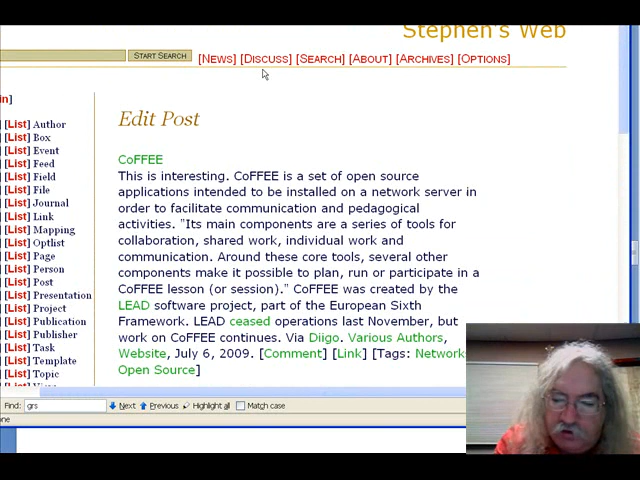 Stephen's Web
START SEARCH
[NEWS] [DISCUSS] [SEARCH] [ABOUT] [ARCHIVES] [OPTIONS]
in]
Edit Post
] [List] Author
] [List] Box
] [List] Event
] [List] Feed
] [List] Field
] [List] File
] [List] Journal
] [List] Link
] [List] Mapping
] [List] Optlist
] [List] Page
] [List] Person
] [List] Post
] [List] Presentation
] [List] Project
] [List] Publication
] [List] Publisher
] [List] Task
] [List] Template
] [List] Topic
CoFFEE
This is interesting. CoFFEE is a set of open source
applications intended to be installed on a network server in
order to facilitate communication and pedagogical
activities. "Its main components are a series of tools for
collaboration, shared work, individual work and
communication. Around these core tools, several other
components make it possible to plan, run or participate in a
CoFFEE lesson (or session)." CoFFEE was created by the
LEAD software project, part of the European Sixth
Framework. LEAD ceased operations last November, but
work on CoFFEE continues. Via Diigo. Various Authors,
Website, July 6, 2009. [Comment] [Link] [Tags: Network
Open Source]
Find: grs Next Previous Highlight all Match case
one